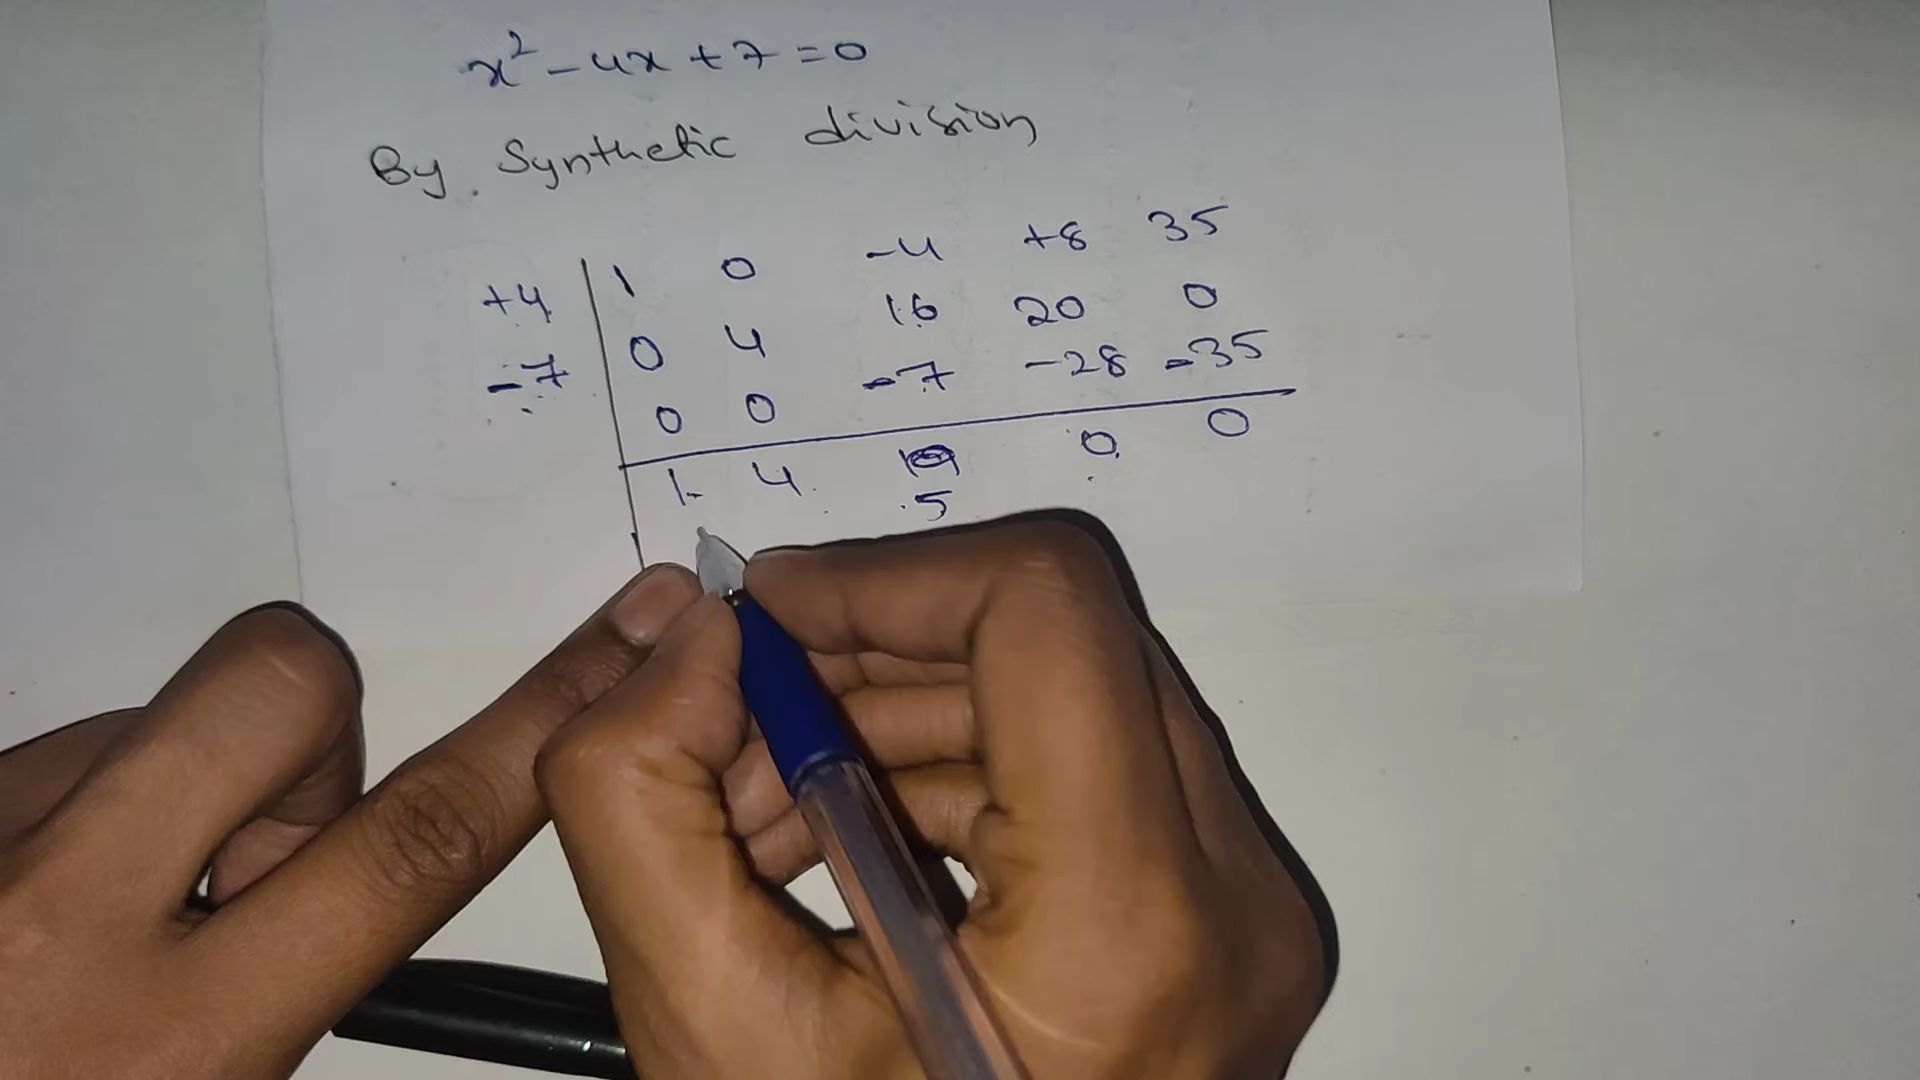 x² - 4x + 7 = 0
By Synthetic division
1 0 -4 +8 35
+4 0 4 16 20 0
-7 0 0 -7 -28 -35
1 4 0 0
5